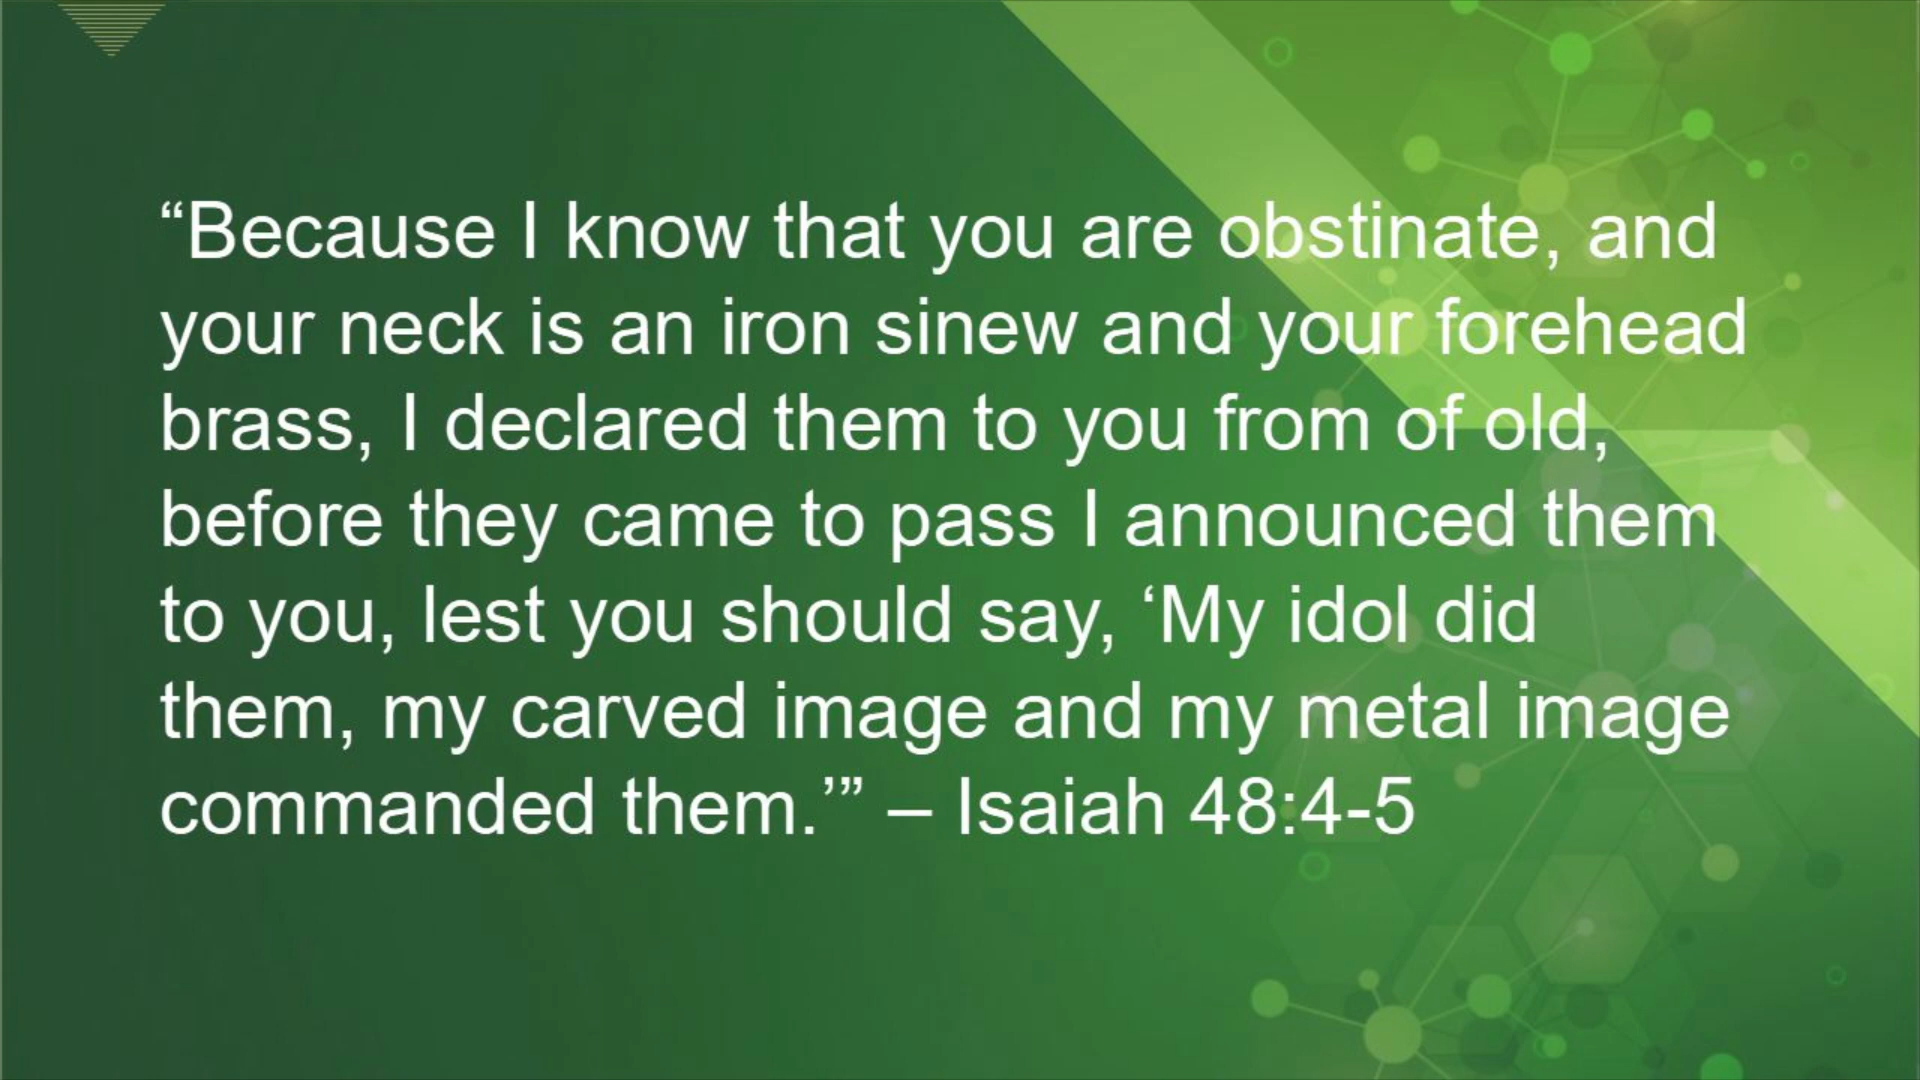 “Because I know that you are obstinate, and
your neck is an iron sinew and your forehead
brass, I declared them to you from of old,
before they came to pass I announced them
to you, lest you should say, ‘My idol did
them, my carved image and my metal image
commanded them.’” – Isaiah 48:4-5